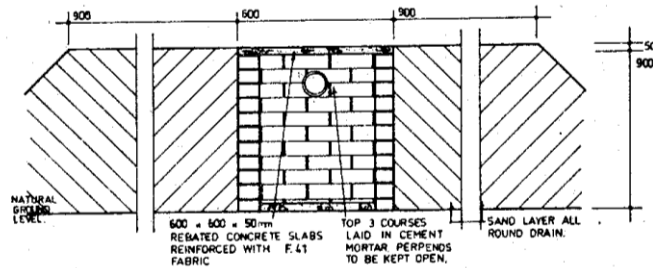 900
600
900
50
900
NATURAL
GROUND
LEVEL.
600 x 600 x 50mm
REBATED CONCRETE SLABS
REINFORCED WITH F.41
FABRIC
TOP 3 COURSES
LAID IN CEMENT
MORTAR. PERPENDS
TO BE KEPT OPEN.
SAND LAYER ALL
ROUND DRAIN.